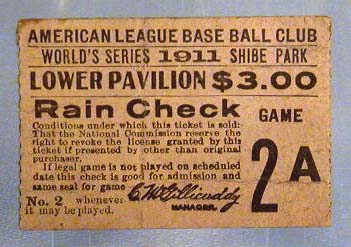 AMERICAN LEAGUE BASE BALL CLUB
WORLD'S SERIES 1911 SHIBE PARK
LOWER PAVILION $3.00
Rain Check
GAME
2A
Conditions under which this ticket is sold:
That the National Commission reserve the
right to revoke the license granted by this
ticket if presented by other than original
purchaser.
If legal game is not played on scheduled
date this check is good for admission and
same seat for game
No. 2 whenever
it may be played.
C. McGillicuddy
MANAGER.